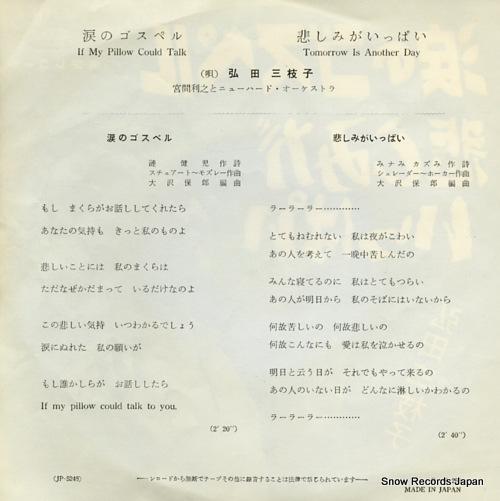 涙のゴスペル
If My Pillow Could Talk
悲しみがいっぱい
Tomorrow Is Another Day
(唄) 弘田三枝子
宮間利之とニューハード・オーケストラ
涙のゴスペル
漣健児作詩
スチュアート〜モズレー作曲
大沢保郎編曲
もし まくらがお話ししてくれたら
あなたの気持も きっと私のものよ
悲しいことには 私のまくらは
ただなぜかだまって いるだけなのよ
この悲しい気持 いつわかるでしょう
涙にぬれた 私の願いが
もし誰かしらが お話ししたら
If my pillow could talk to you.
(2' 20'')
悲しみがいっぱい
みナみカズみ作詩
シュレーダー〜ホーカー作曲
大沢保郎編曲
ラーラーラー…………
とてもねむれない 私は夜がこわい
あの人を考えて 一晩中苦しんだの
みんな寝てるのに 私はとてもつらい
あの人が明日から 私のそばにはいないから
何故苦しいの 何故悲しいの
何故こんなにも 愛は私を泣かせるの
明日と云う日が それでもやって来るの
あの人のいない日が どんなに淋しいかわかるの
ラーラーラー…………
(2' 40'')
(JP-5245)
レコードから無断でテープその他に録音することは法律で禁じられています
Snow Records Japan
MADE IN JAPAN